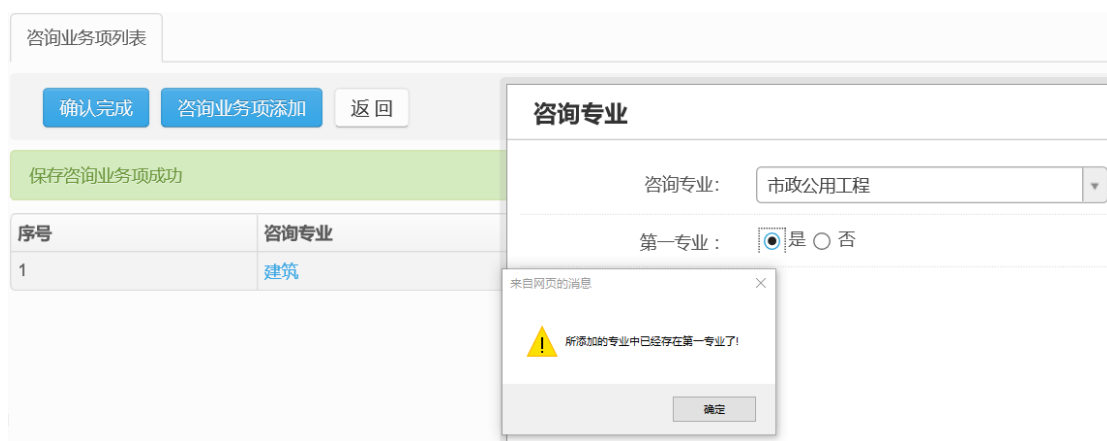 咨询业务项列表
确认完成 咨询业务项添加 返回
咨询专业
保存咨询业务项成功
咨询专业： 市政公用工程
序号 咨询专业
第一专业： 是 否
1 建筑
来自网页的消息
所添加的专业中已经存在第一专业了!
确定